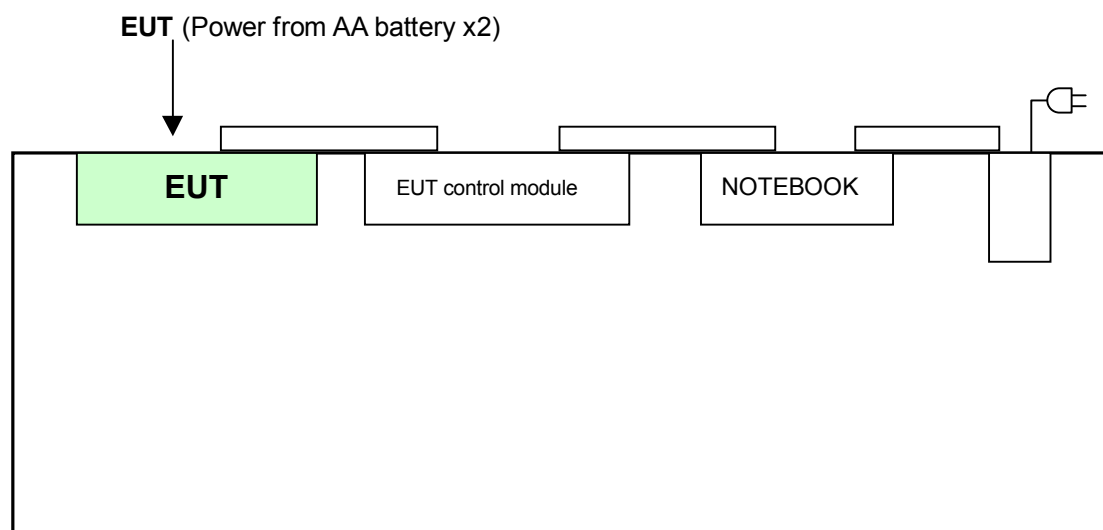 EUT (Power from AA battery x2)
EUT
EUT control module
NOTEBOOK